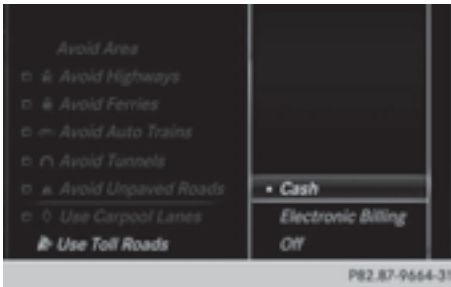 Avoid Area
Avoid Highways
Avoid Ferries
Avoid Auto Trains
Avoid Tunnels
Avoid Unpaved Roads
Use Carpool Lanes
Use Toll Roads
Cash
Electronic Billing
Off
P82.87-9664-31